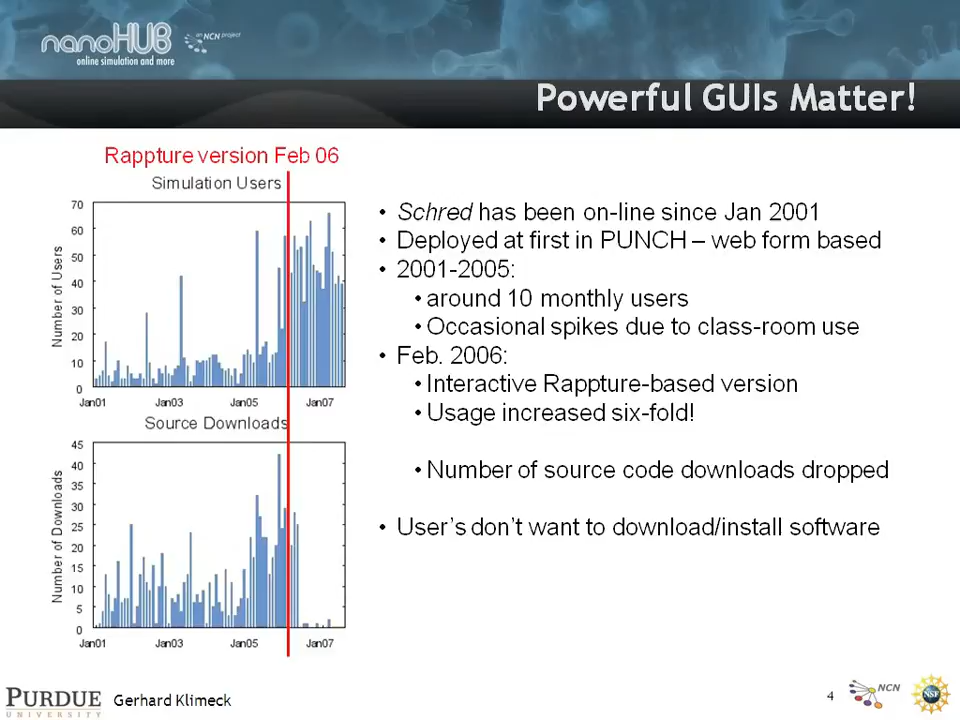 nanoHUB
an NCN project
online simulation and more
Powerful GUIs Matter!
Rappture version Feb 06
Simulation Users
70
60
50
40
30
20
10
0
Number of Users
Jan01 Jan03 Jan05 Jan07
Source Downloads
45
40
35
30
25
20
15
10
5
0
Number of Downloads
Jan01 Jan03 Jan05 Jan07
• Schred has been on-line since Jan 2001
• Deployed at first in PUNCH – web form based
• 2001-2005:
• around 10 monthly users
• Occasional spikes due to class-room use
• Feb. 2006:
• Interactive Rappture-based version
• Usage increased six-fold!
• Number of source code downloads dropped
• User's don't want to download/install software
PURDUE
UNIVERSITY
Gerhard Klimeck
4
NCN
NSF